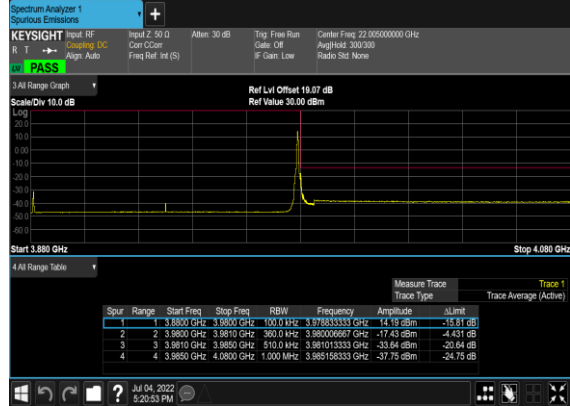 Spectrum Analyzer 1
Spurious Emissions
KEYSIGHT Input: RF Input Z: 50 Ω Atten: 30 dB Trig: Free Run Center Freq: 22.005000000 GHz
R T Coupling: DC Corr CCorr Gate: Off Avg|Hold: 300/300
Align: Auto Freq Ref: Int (S) IF Gain: Low Radio Std: None
LU PASS
3 All Range Graph
Ref Lvl Offset 19.07 dB
Scale/Div 10.0 dB Ref Value 30.00 dBm
Log
20.0
10.0
0.00
-10.0
-20.0
-30.0
-40.0
-50.0
-60.0
Start 3.880 GHz Stop 4.080 GHz
4 All Range Table
Measure Trace Trace 1
Trace Type Trace Average (Active)
Spur Range Start Freq Stop Freq RBW Frequency Amplitude ΔLimit
1 1 3.8800 GHz 3.9800 GHz 100.0 kHz 3.978833333 GHz 14.19 dBm -15.81 dB
2 2 3.9800 GHz 3.9810 GHz 360.0 kHz 3.980006667 GHz -17.43 dBm -4.431 dB
3 3 3.9810 GHz 3.9850 GHz 510.0 kHz 3.981013333 GHz -33.64 dBm -20.64 dB
4 4 3.9850 GHz 4.0800 GHz 1.000 MHz 3.985158333 GHz -37.75 dBm -24.75 dB
? Jul 04, 2022
5:20:53 PM